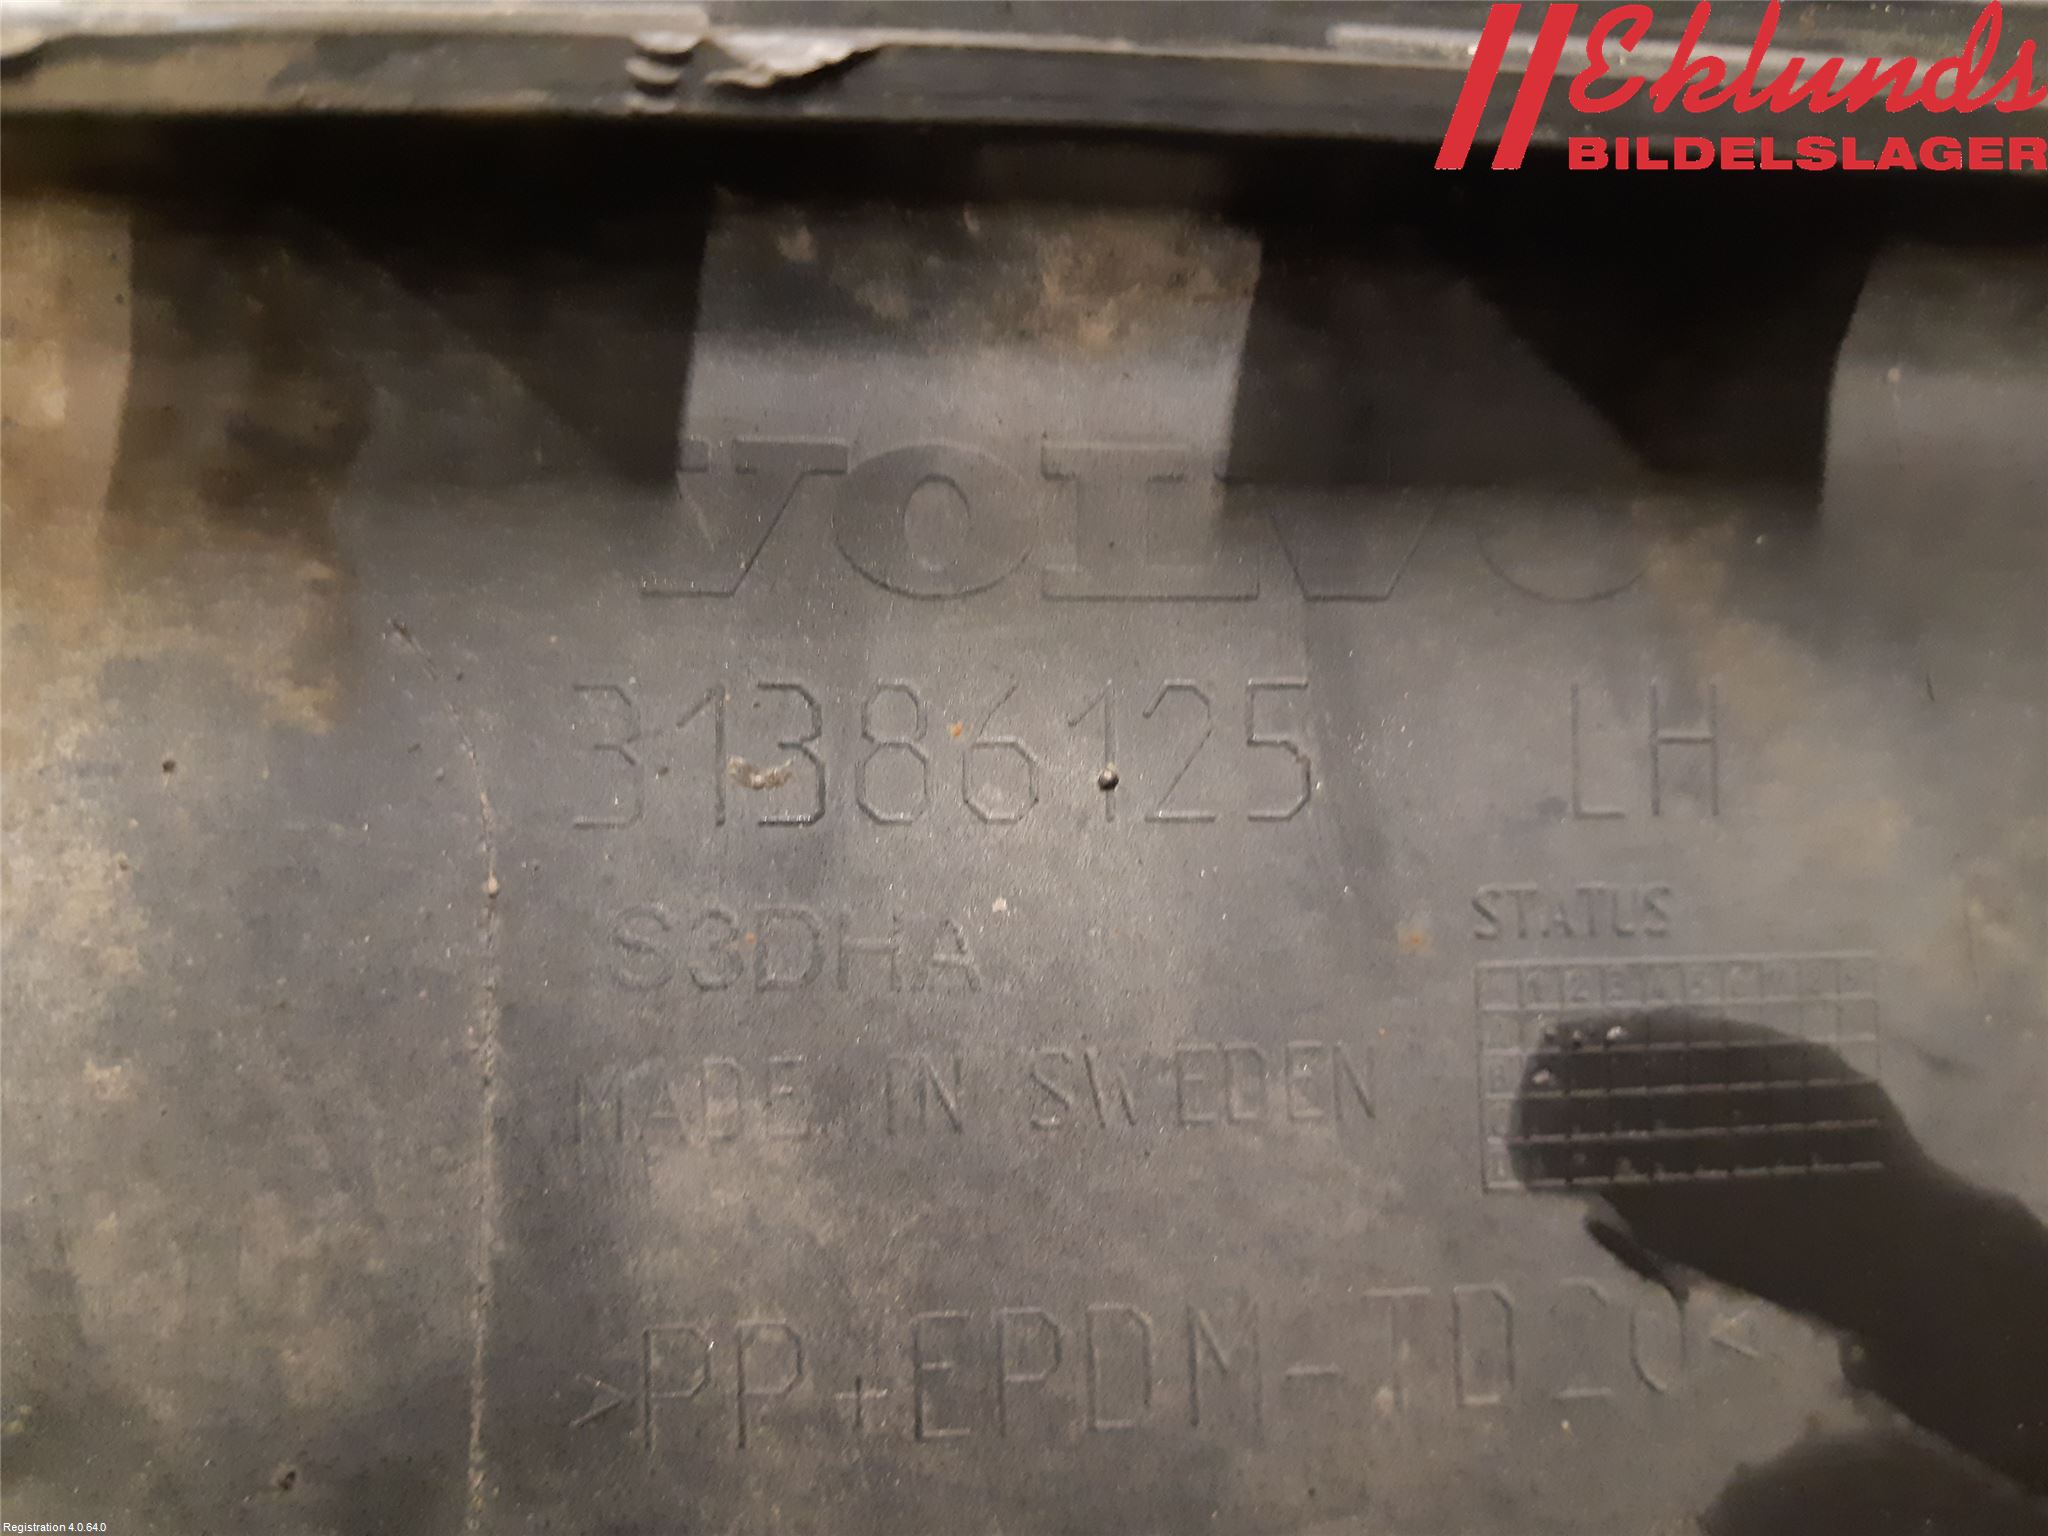 Eklunds
BILDELSLAGER
VOLVO
31386125 LH
S3DHA
STATUS
MADE IN SWEDEN
>PP+EPDM-TD20<
Registration 4.0.64.0